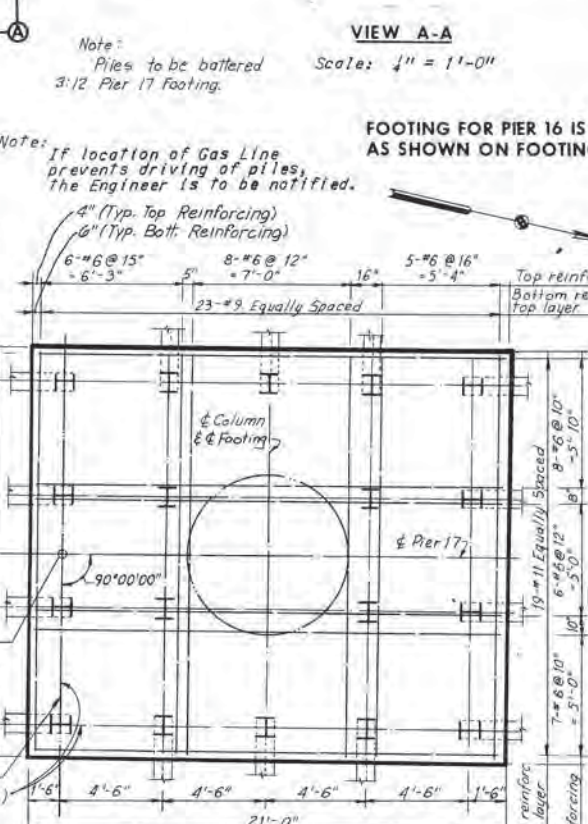 A
VIEW A-A
Scale: ¼" = 1'-0"
Note:
Piles to be battered
3:12 Pier 17 Footing.
FOOTING FOR PIER 16 IS
AS SHOWN ON FOOTING
Note:
If location of Gas Line
prevents driving of piles,
the Engineer is to be notified.
4" (Typ. Top Reinforcing)
6" (Typ. Bott. Reinforcing)
6-#6 @ 15"
= 6'-3"
5"
8-#6 @ 12"
= 7'-0"
16"
5-#6 @ 16"
= 5'-4"
Top reinf
Bottom re
top layer
23-#9 Equally Spaced
℄ Column
& ℄ Footing
℄ Pier 17
90°00'00"
19-#11 Equally Spaced
8-#6 @ 10"
= 5'-10"
8"
6-#6 @ 12"
= 5'-0"
10"
7-#6 @ 10"
= 5'-0"
reinforc
layer
forcing
1'-6"
4'-6"
4'-6"
4'-6"
4'-6"
1'-6"
21'-0"